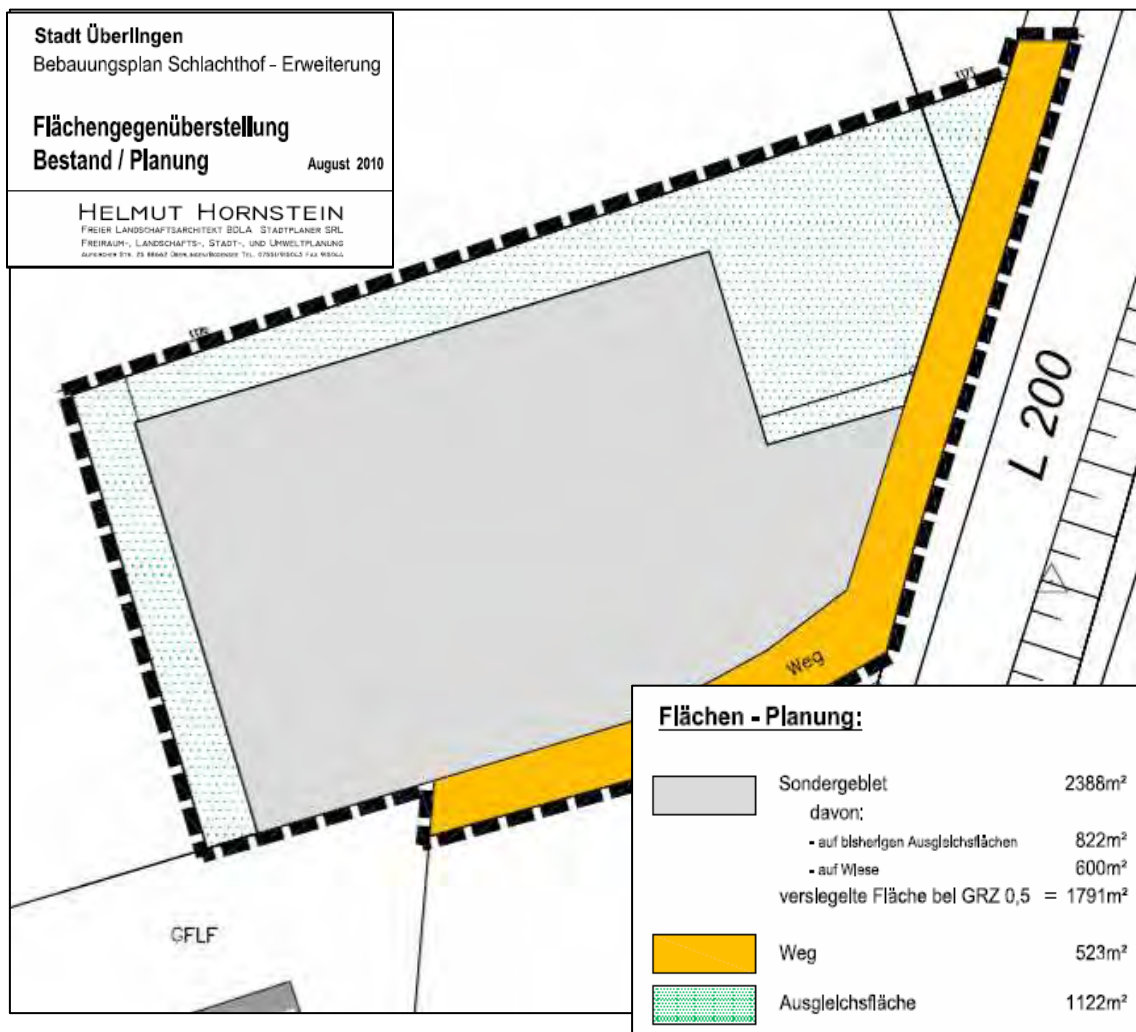 Stadt Überlingen
Bebauungsplan Schlachthof - Erweiterung
Flächengegenüberstellung
Bestand / Planung August 2010
HELMUT HORNSTEIN
FREIER LANDSCHAFTSARCHITEKT BDLA STADTPLANER SRL
FREIRAUM-, LANDSCHAFTS-, STADT-, UND UMWELTPLANUNG
L 200
Weg
GFLF
Flächen - Planung:
Sondergebiet 2388m²
davon:
- auf bisherigen Ausgleichsflächen 822m²
- auf Wiese 600m²
versiegelte Fläche bei GRZ 0,5 = 1791m²
Weg 523m²
Ausgleichsfläche 1122m²